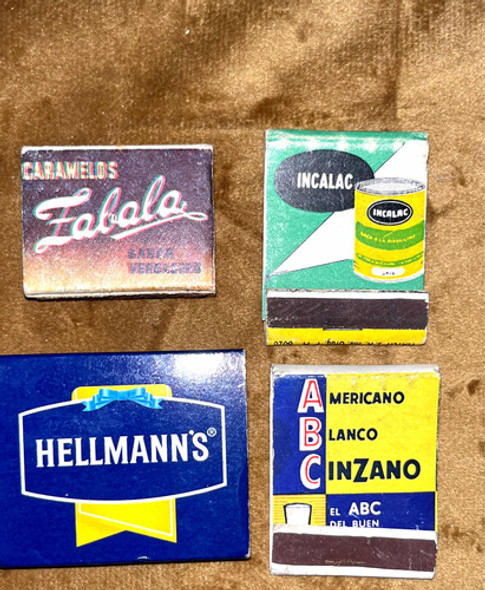 CARAMELOS
Zabala
INCALAC
INCALAC
HELLMANN'S®
AMERICANO
BLANCO
CINZANO
EL ABC
DEL BUEN